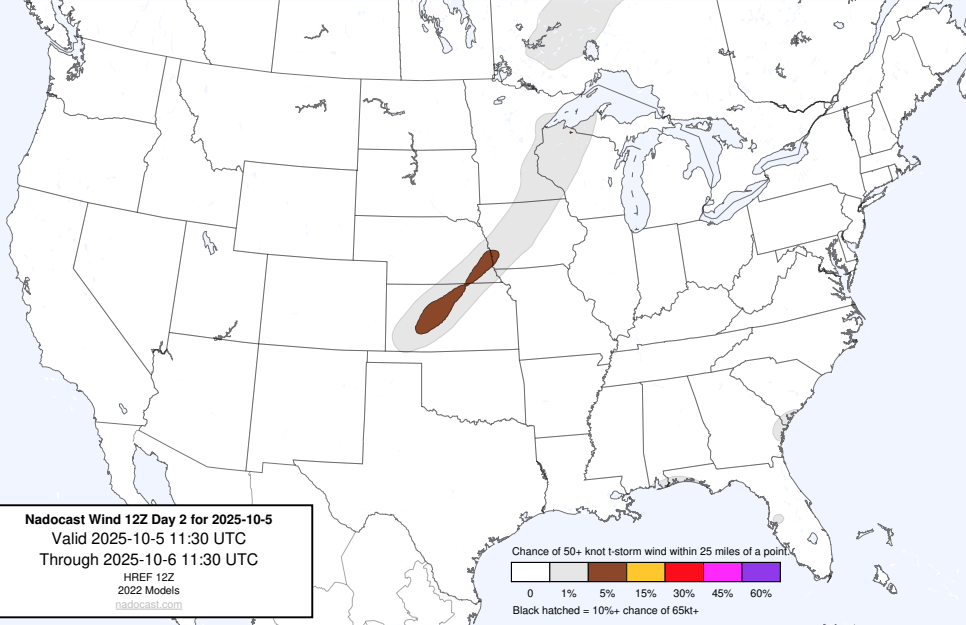 Nadocast Wind 12Z Day 2 for 2025-10-5
Valid 2025-10-5 11:30 UTC
Through 2025-10-6 11:30 UTC
HREF 12Z
2022 Models
nadocast.com
Chance of 50+ knot t-storm wind within 25 miles of a point.
0 1% 5% 15% 30% 45% 60%
Black hatched = 10%+ chance of 65kt+